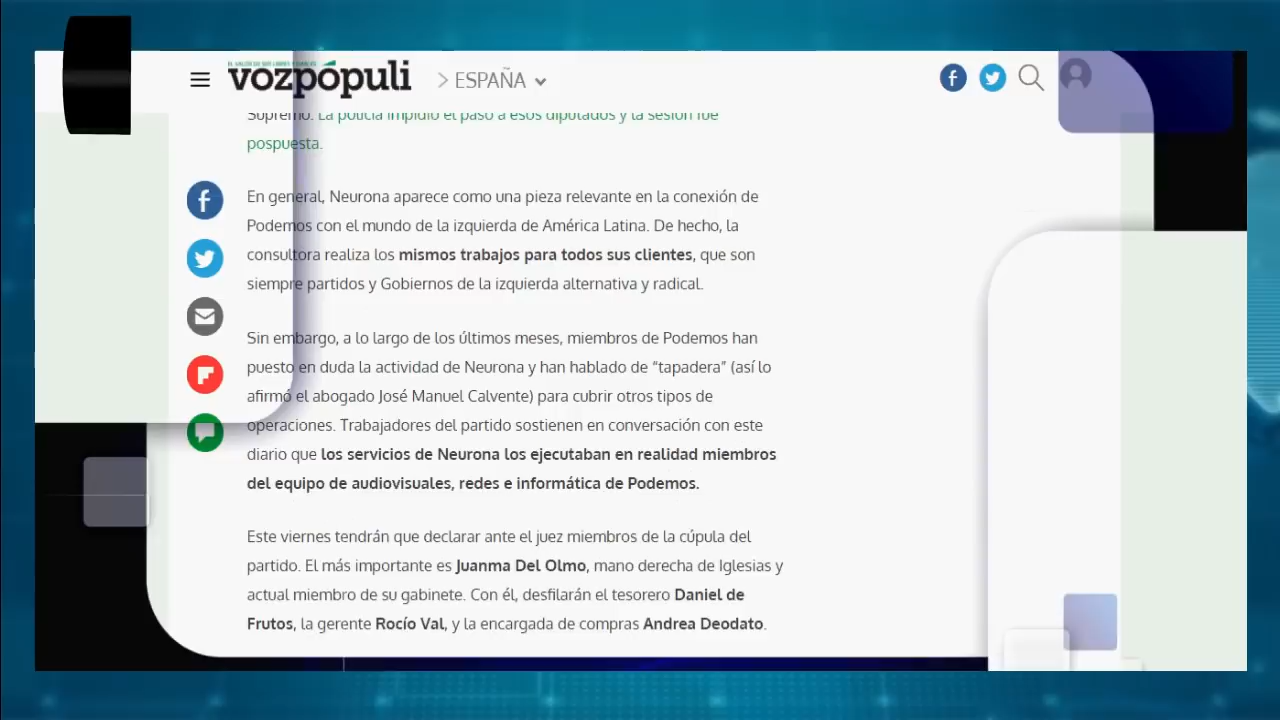 EL VALOR DE SER LIBRES Y DIARIOS
vozpópuli
ESPAÑA
Supremo. La policía impidió el paso a esos diputados y la sesión fue
pospuesta.
En general, Neurona aparece como una pieza relevante en la conexión de
Podemos con el mundo de la izquierda de América Latina. De hecho, la
consultora realiza los mismos trabajos para todos sus clientes, que son
siempre partidos y Gobiernos de la izquierda alternativa y radical.
Sin embargo, a lo largo de los últimos meses, miembros de Podemos han
puesto en duda la actividad de Neurona y han hablado de “tapadera” (así lo
afirmó el abogado José Manuel Calvente) para cubrir otros tipos de
operaciones. Trabajadores del partido sostienen en conversación con este
diario que los servicios de Neurona los ejecutaban en realidad miembros
del equipo de audiovisuales, redes e informática de Podemos.
Este viernes tendrán que declarar ante el juez miembros de la cúpula del
partido. El más importante es Juanma Del Olmo, mano derecha de Iglesias y
actual miembro de su gabinete. Con él, desfilarán el tesorero Daniel de
Frutos, la gerente Rocío Val, y la encargada de compras Andrea Deodato.